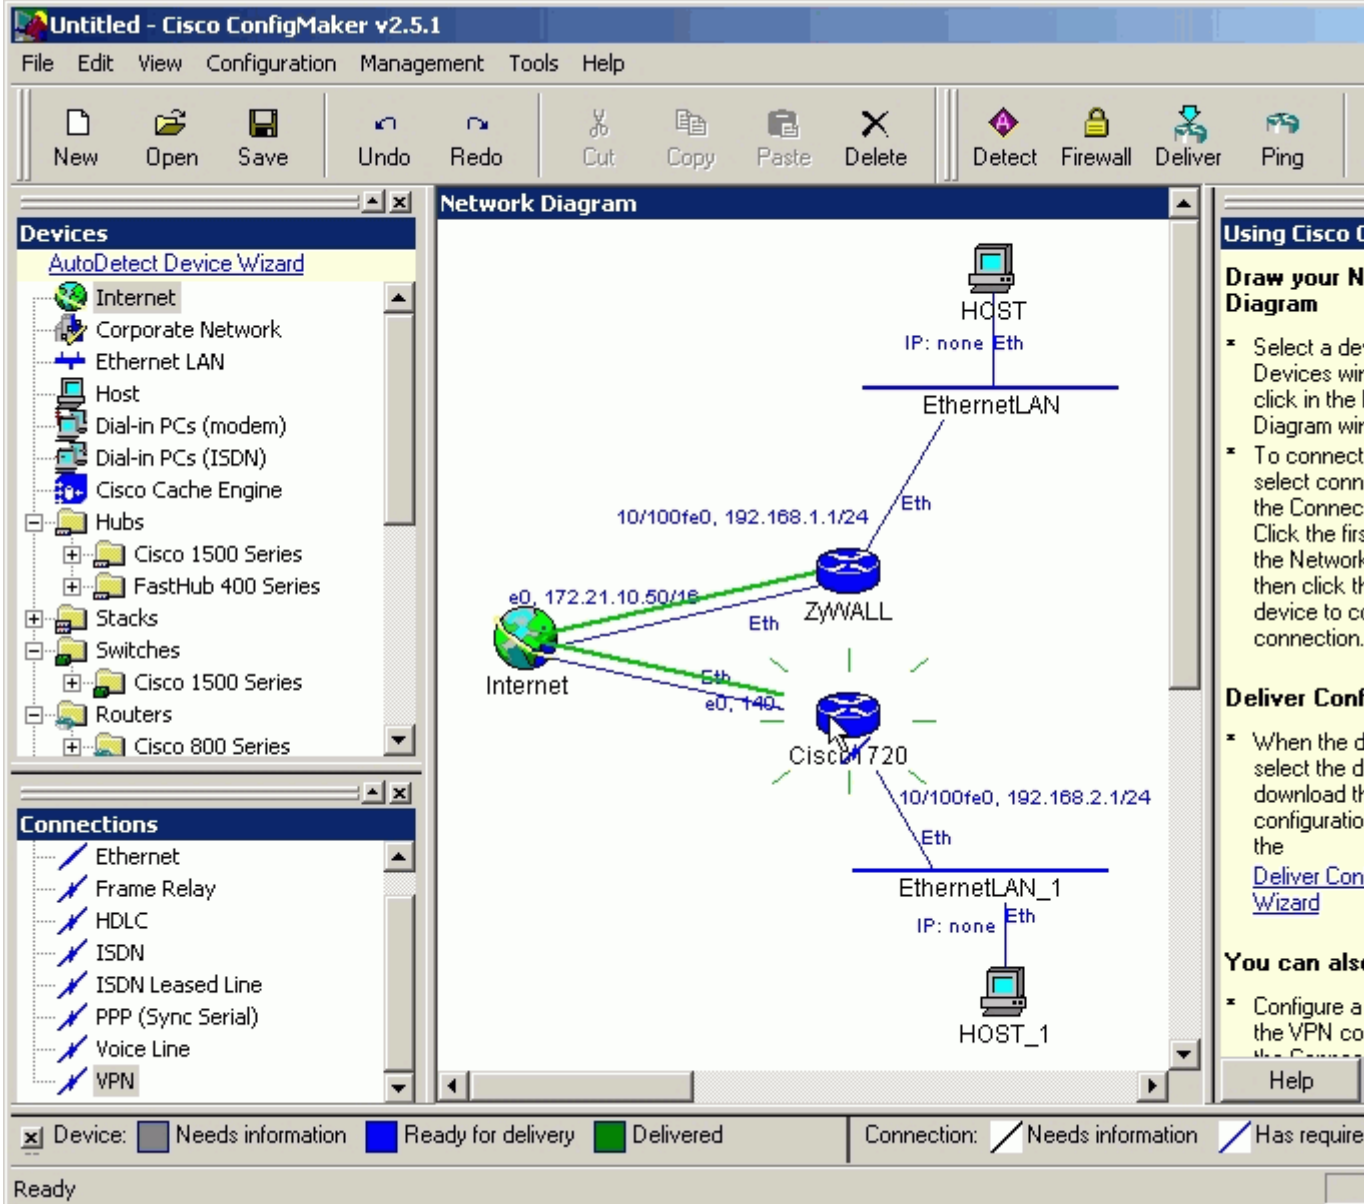 Untitled - Cisco ConfigMaker v2.5.1
File Edit View Configuration Management Tools Help
New Open Save Undo Redo Cut Copy Paste Delete Detect Firewall Deliver Ping
Devices
AutoDetect Device Wizard
Internet
Corporate Network
Ethernet LAN
Host
Dial-in PCs (modem)
Dial-in PCs (ISDN)
Cisco Cache Engine
Hubs
Cisco 1500 Series
FastHub 400 Series
Stacks
Switches
Cisco 1500 Series
Routers
Cisco 800 Series
Connections
Ethernet
Frame Relay
HDLC
ISDN
ISDN Leased Line
PPP (Sync Serial)
Voice Line
VPN
Network Diagram
HOST
IP: none Eth
EthernetLAN
Eth
10/100fe0, 192.168.1.1/24
e0, 172.21.10.50/16
Eth
ZyWALL
Internet
Eth
e0, 140.
Cisco1720
10/100fe0, 192.168.2.1/24
Eth
EthernetLAN_1
IP: none Eth
HOST_1
Using Cisco
Draw your N
Diagram
* Select a de
Devices wi
click in the
Diagram wi
* To connect
select conn
the Connec
Click the firs
the Network
then click th
device to co
connection.
Deliver Conf
* When the d
select the d
download th
configuratio
the
Deliver Con
Wizard
You can als
* Configure a
the VPN co
Help
Device: Needs information Ready for delivery Delivered Connection: Needs information Has require
Ready